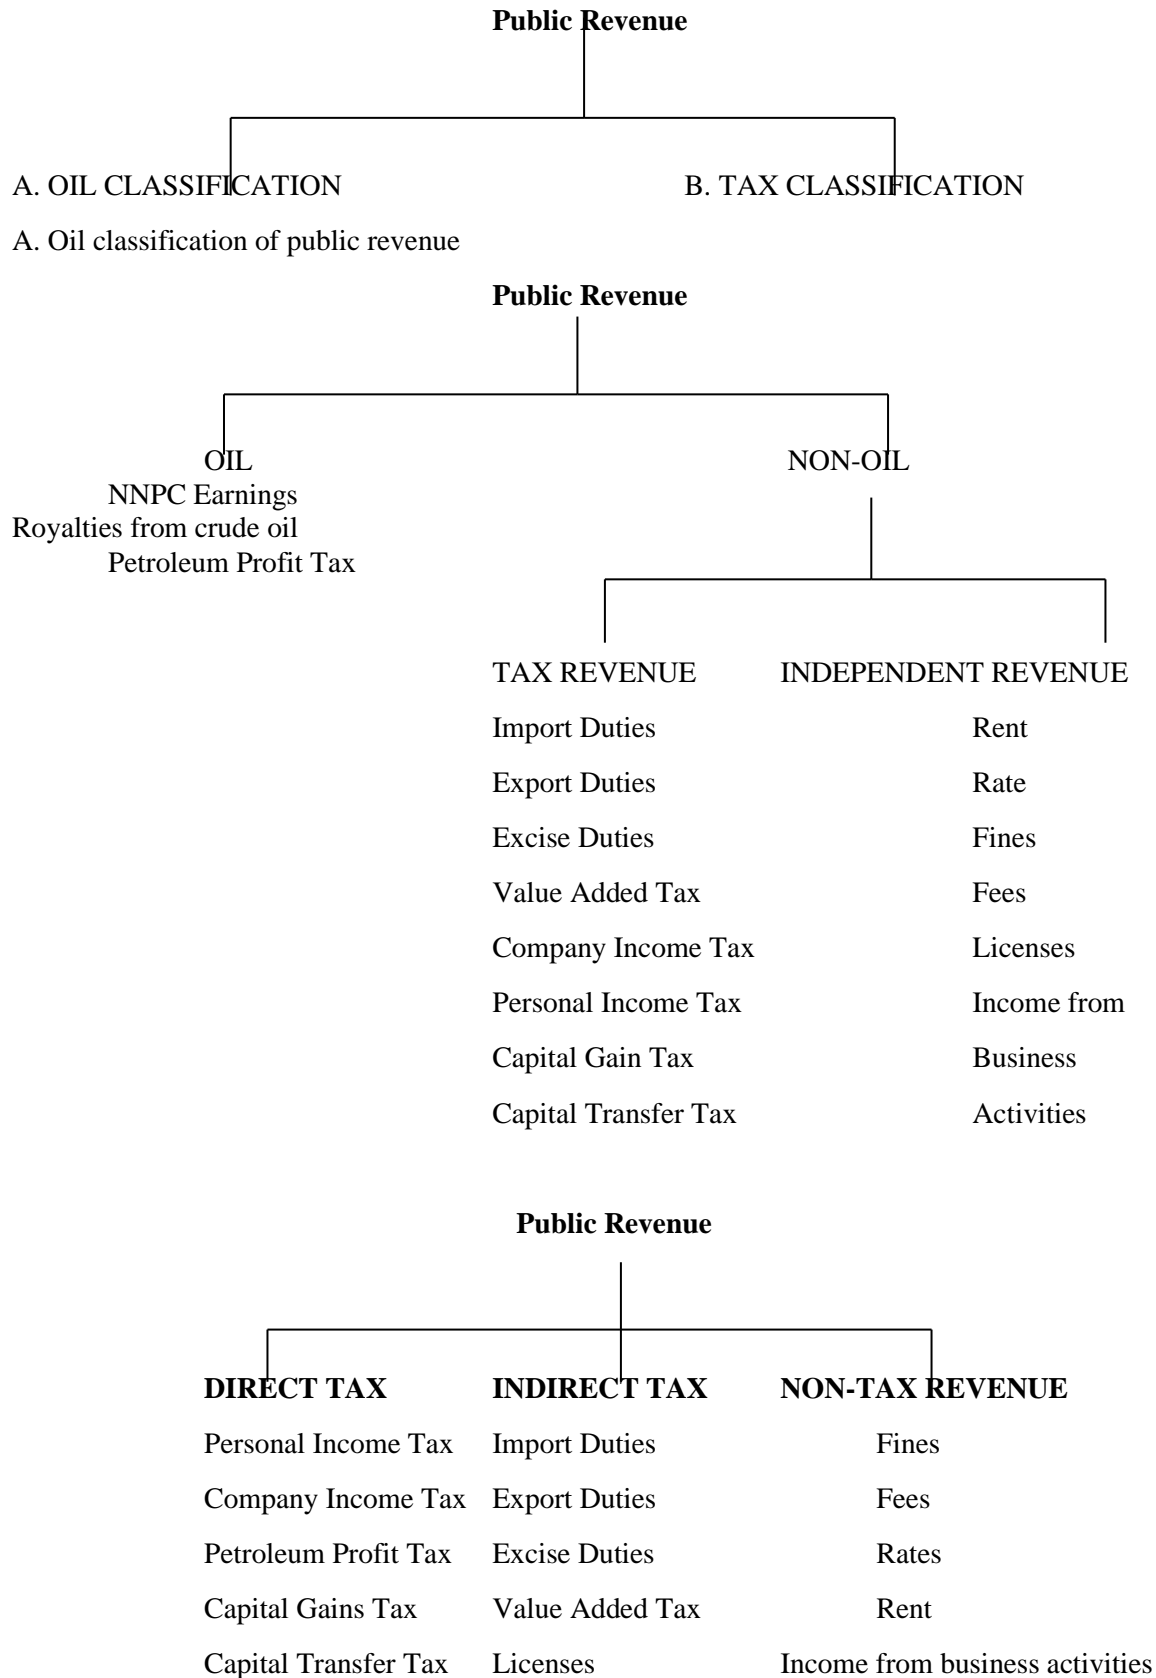 Public Revenue
A. OIL CLASSIFICATION B. TAX CLASSIFICATION
A. Oil classification of public revenue
Public Revenue
OIL NON-OIL
NNPC Earnings
Royalties from crude oil
Petroleum Profit Tax
TAX REVENUE INDEPENDENT REVENUE
Import Duties Rent
Export Duties Rate
Excise Duties Fines
Value Added Tax Fees
Company Income Tax Licenses
Personal Income Tax Income from
Capital Gain Tax Business
Capital Transfer Tax Activities
Public Revenue
DIRECT TAX INDIRECT TAX NON-TAX REVENUE
Personal Income Tax Import Duties Fines
Company Income Tax Export Duties Fees
Petroleum Profit Tax Excise Duties Rates
Capital Gains Tax Value Added Tax Rent
Capital Transfer Tax Licenses Income from business activities